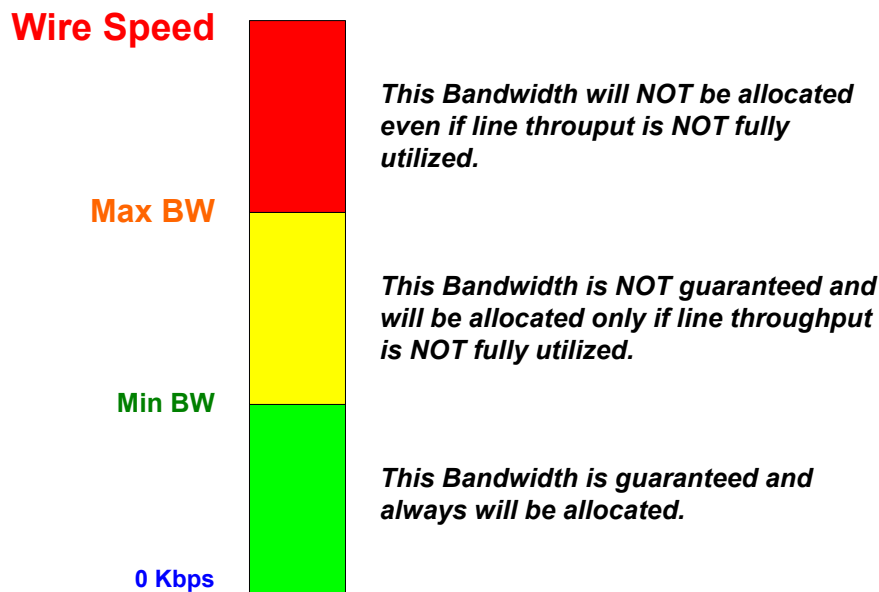 Wire Speed
This Bandwidth will NOT be allocated
even if line throuput is NOT fully
utilized.
Max BW
This Bandwidth is NOT guaranteed and
will be allocated only if line throughput
is NOT fully utilized.
Min BW
This Bandwidth is guaranteed and
always will be allocated.
0 Kbps